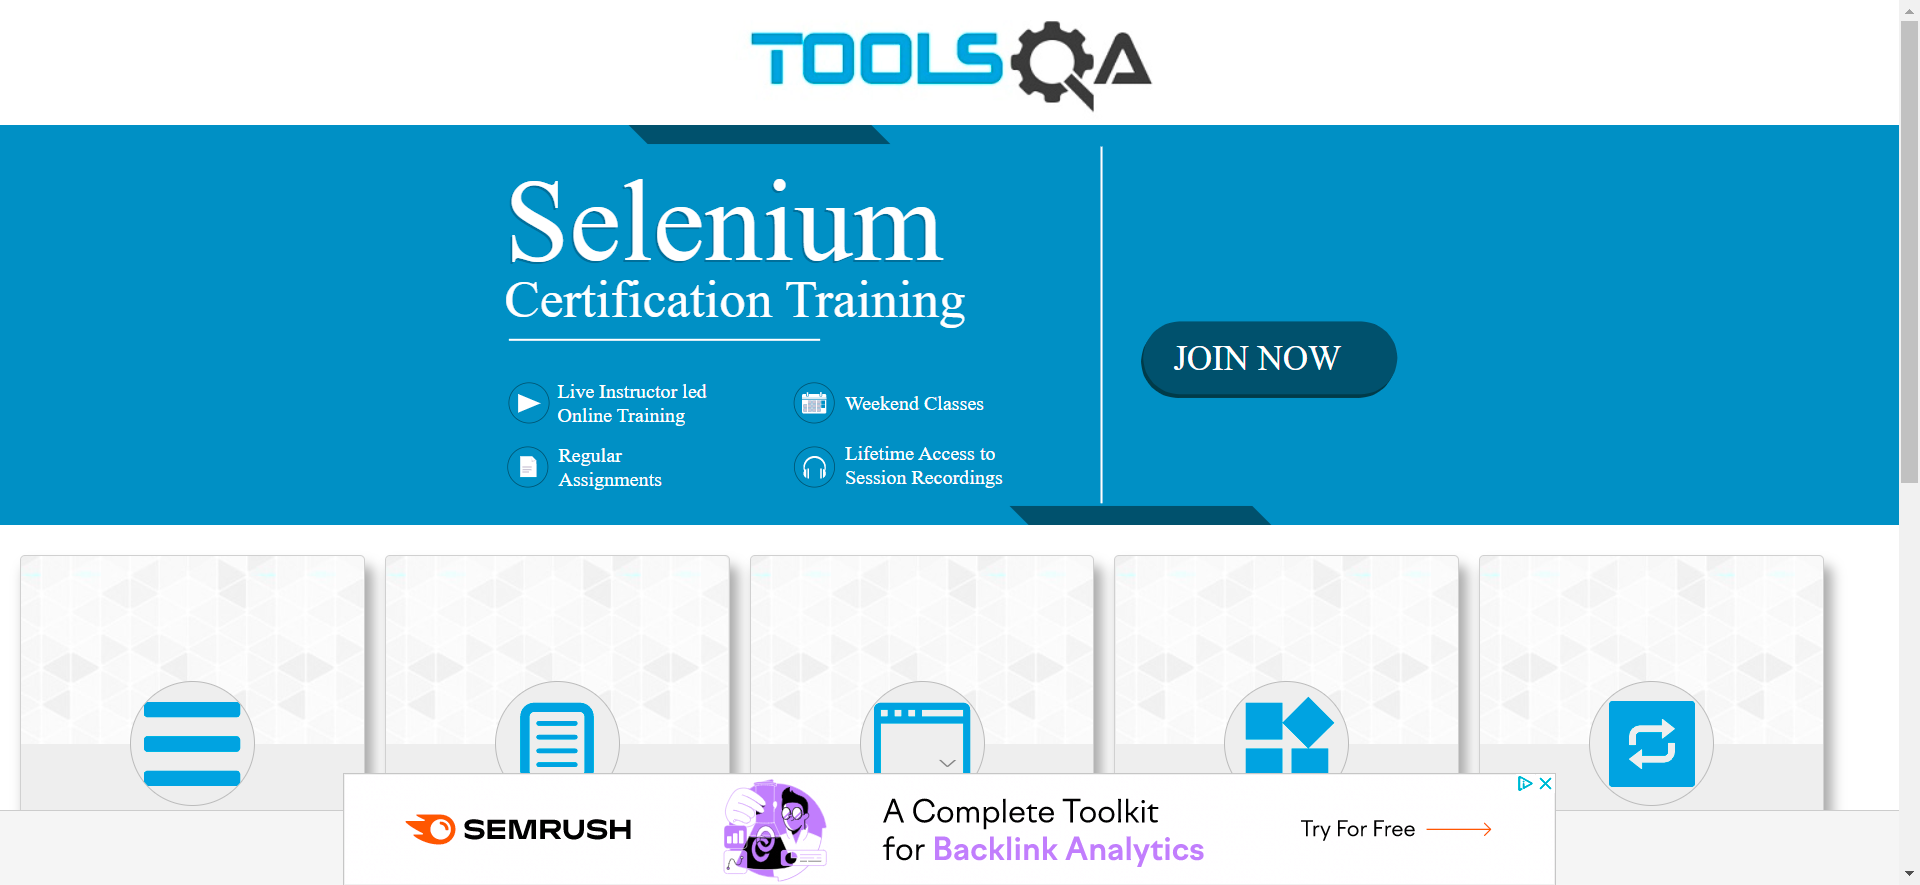 TOOLSQA
Selenium
Certification Training
JOIN NOW
Live Instructor led
Online Training
Weekend Classes
Regular
Assignments
Lifetime Access to
Session Recordings
SEMRUSH
A Complete Toolkit
for Backlink Analytics
Try For Free